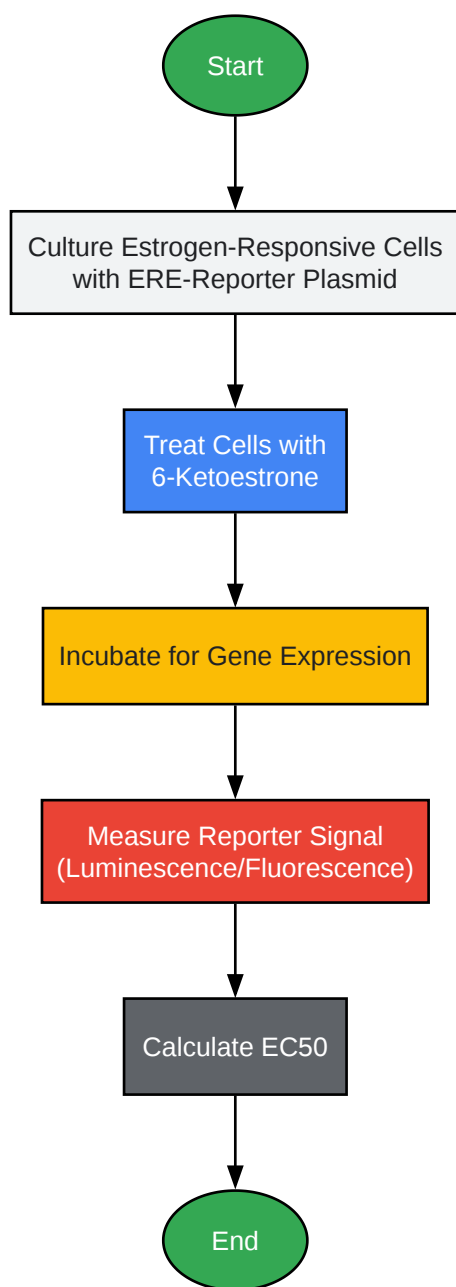 Start
Culture Estrogen-Responsive Cells
with ERE-Reporter Plasmid
Treat Cells with
6-Ketoestrone
Incubate for Gene Expression
Measure Reporter Signal
(Luminescence/Fluorescence)
Calculate EC50
End